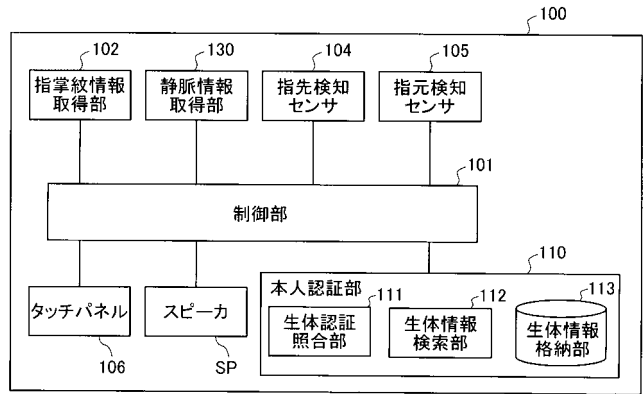 100
102
130
104
105
指掌紋情報
取得部
静脈情報
取得部
指先検知
センサ
指元検知
センサ
101
制御部
110
タッチパネル
スピーカ
本人認証部
111
112
113
生体認証
照合部
生体情報
検索部
生体情報
格納部
106
SP